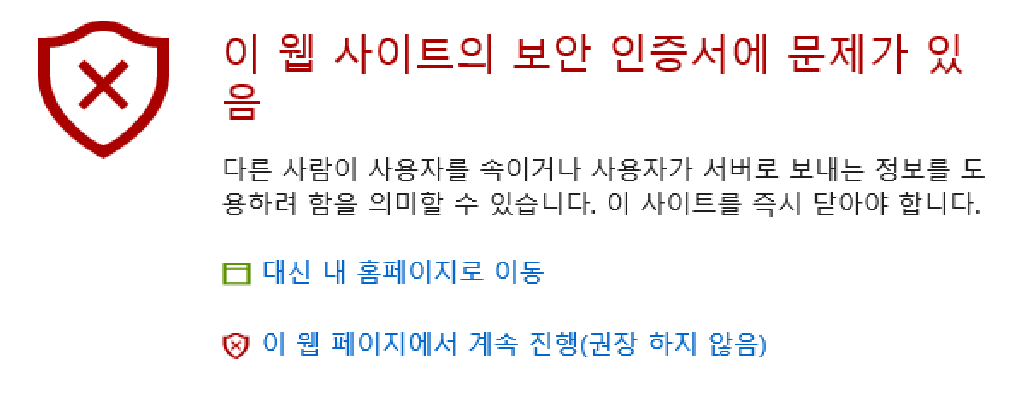 이 웹 사이트의 보안 인증서에 문제가 있
음
다른 사람이 사용자를 속이거나 사용자가 서버로 보내는 정보를 도
용하려 함을 의미할 수 있습니다. 이 사이트를 즉시 닫아야 합니다.
대신 내 홈페이지로 이동
이 웹 페이지에서 계속 진행(권장 하지 않음)